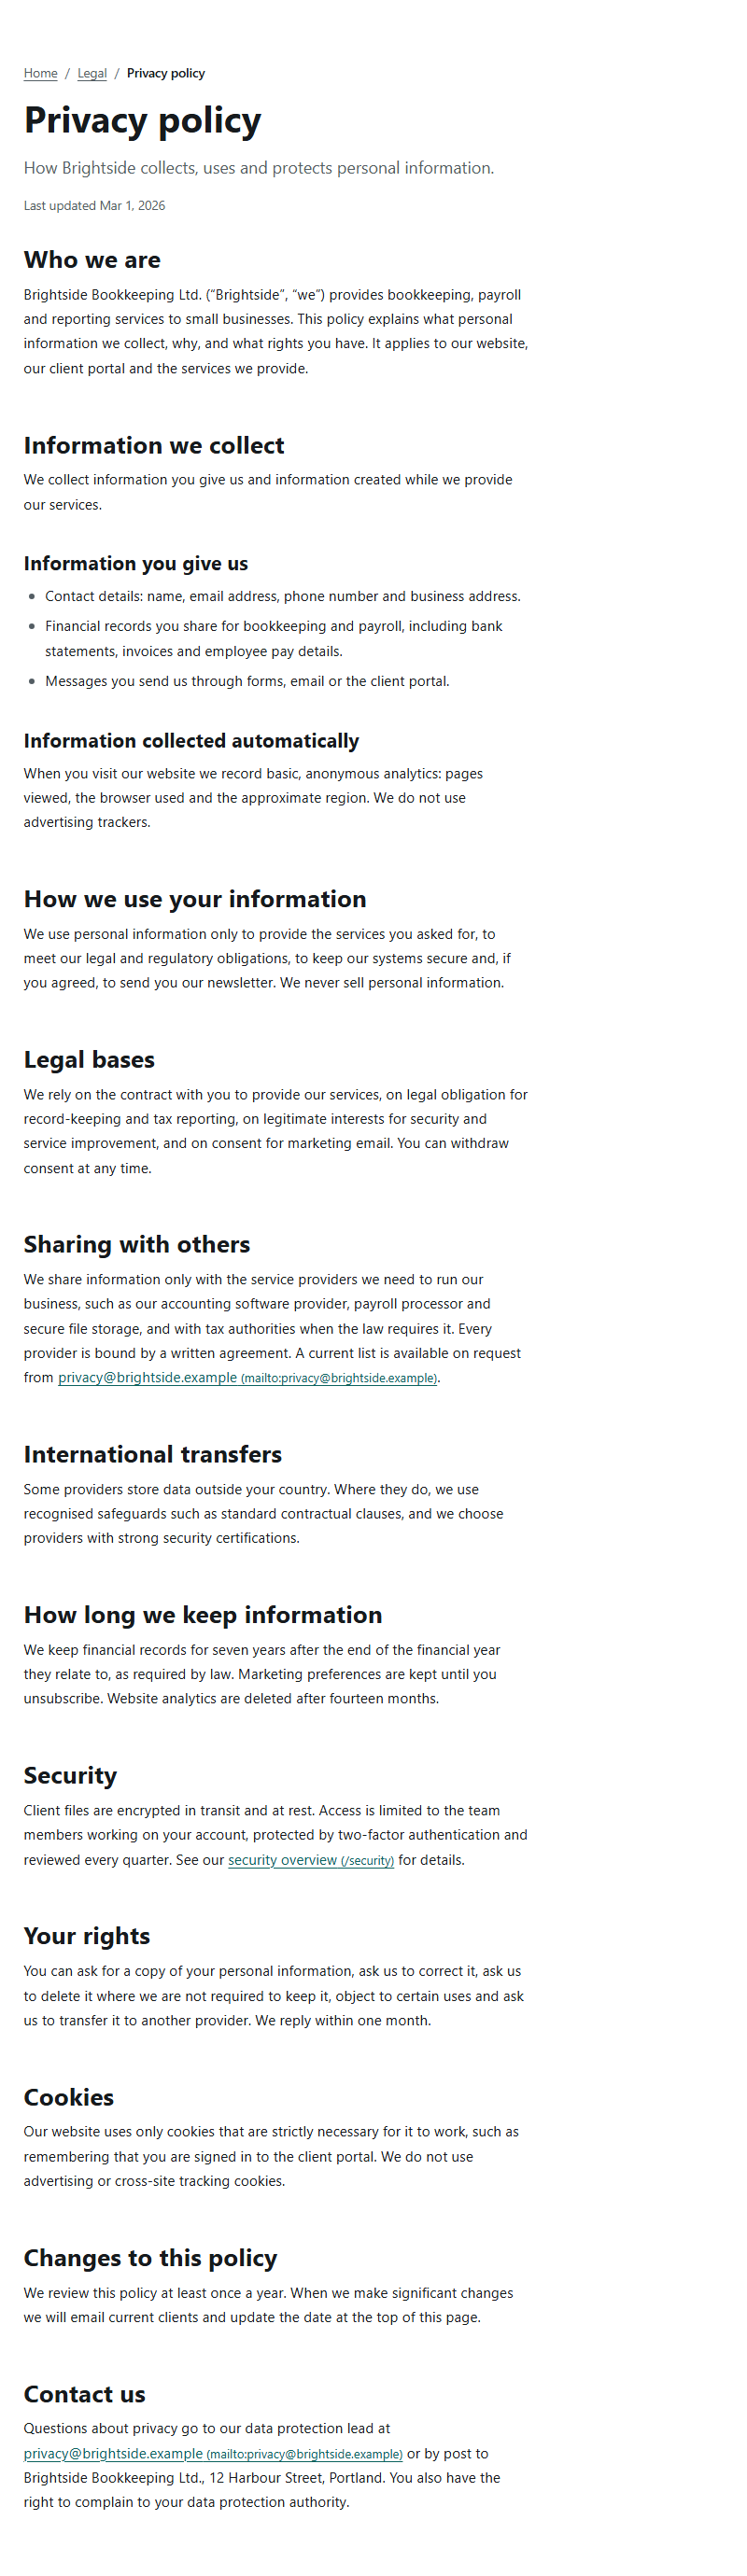 Home / Legal / Privacy policy
Privacy policy
How Brightside collects, uses and protects personal information.
Last updated Mar 1, 2026
Who we are
Brightside Bookkeeping Ltd. (“Brightside”, “we”) provides bookkeeping, payroll
and reporting services to small businesses. This policy explains what personal
information we collect, why, and what rights you have. It applies to our website,
our client portal and the services we provide.
Information we collect
We collect information you give us and information created while we provide
our services.
Information you give us
• Contact details: name, email address, phone number and business address.
• Financial records you share for bookkeeping and payroll, including bank
statements, invoices and employee pay details.
• Messages you send us through forms, email or the client portal.
Information collected automatically
When you visit our website we record basic, anonymous analytics: pages
viewed, the browser used and the approximate region. We do not use
advertising trackers.
How we use your information
We use personal information only to provide the services you asked for, to
meet our legal and regulatory obligations, to keep our systems secure and, if
you agreed, to send you our newsletter. We never sell personal information.
Legal bases
We rely on the contract with you to provide our services, on legal obligation for
record-keeping and tax reporting, on legitimate interests for security and
service improvement, and on consent for marketing email. You can withdraw
consent at any time.
Sharing with others
We share information only with the service providers we need to run our
business, such as our accounting software provider, payroll processor and
secure file storage, and with tax authorities when the law requires it. Every
provider is bound by a written agreement. A current list is available on request
from privacy@brightside.example (mailto:privacy@brightside.example).
International transfers
Some providers store data outside your country. Where they do, we use
recognised safeguards such as standard contractual clauses, and we choose
providers with strong security certifications.
How long we keep information
We keep financial records for seven years after the end of the financial year
they relate to, as required by law. Marketing preferences are kept until you
unsubscribe. Website analytics are deleted after fourteen months.
Security
Client files are encrypted in transit and at rest. Access is limited to the team
members working on your account, protected by two-factor authentication and
reviewed every quarter. See our security overview (/security) for details.
Your rights
You can ask for a copy of your personal information, ask us to correct it, ask us
to delete it where we are not required to keep it, object to certain uses and ask
us to transfer it to another provider. We reply within one month.
Cookies
Our website uses only cookies that are strictly necessary for it to work, such as
remembering that you are signed in to the client portal. We do not use
advertising or cross-site tracking cookies.
Changes to this policy
We review this policy at least once a year. When we make significant changes
we will email current clients and update the date at the top of this page.
Contact us
Questions about privacy go to our data protection lead at
privacy@brightside.example (mailto:privacy@brightside.example) or by post to
Brightside Bookkeeping Ltd., 12 Harbour Street, Portland. You also have the
right to complain to your data protection authority.